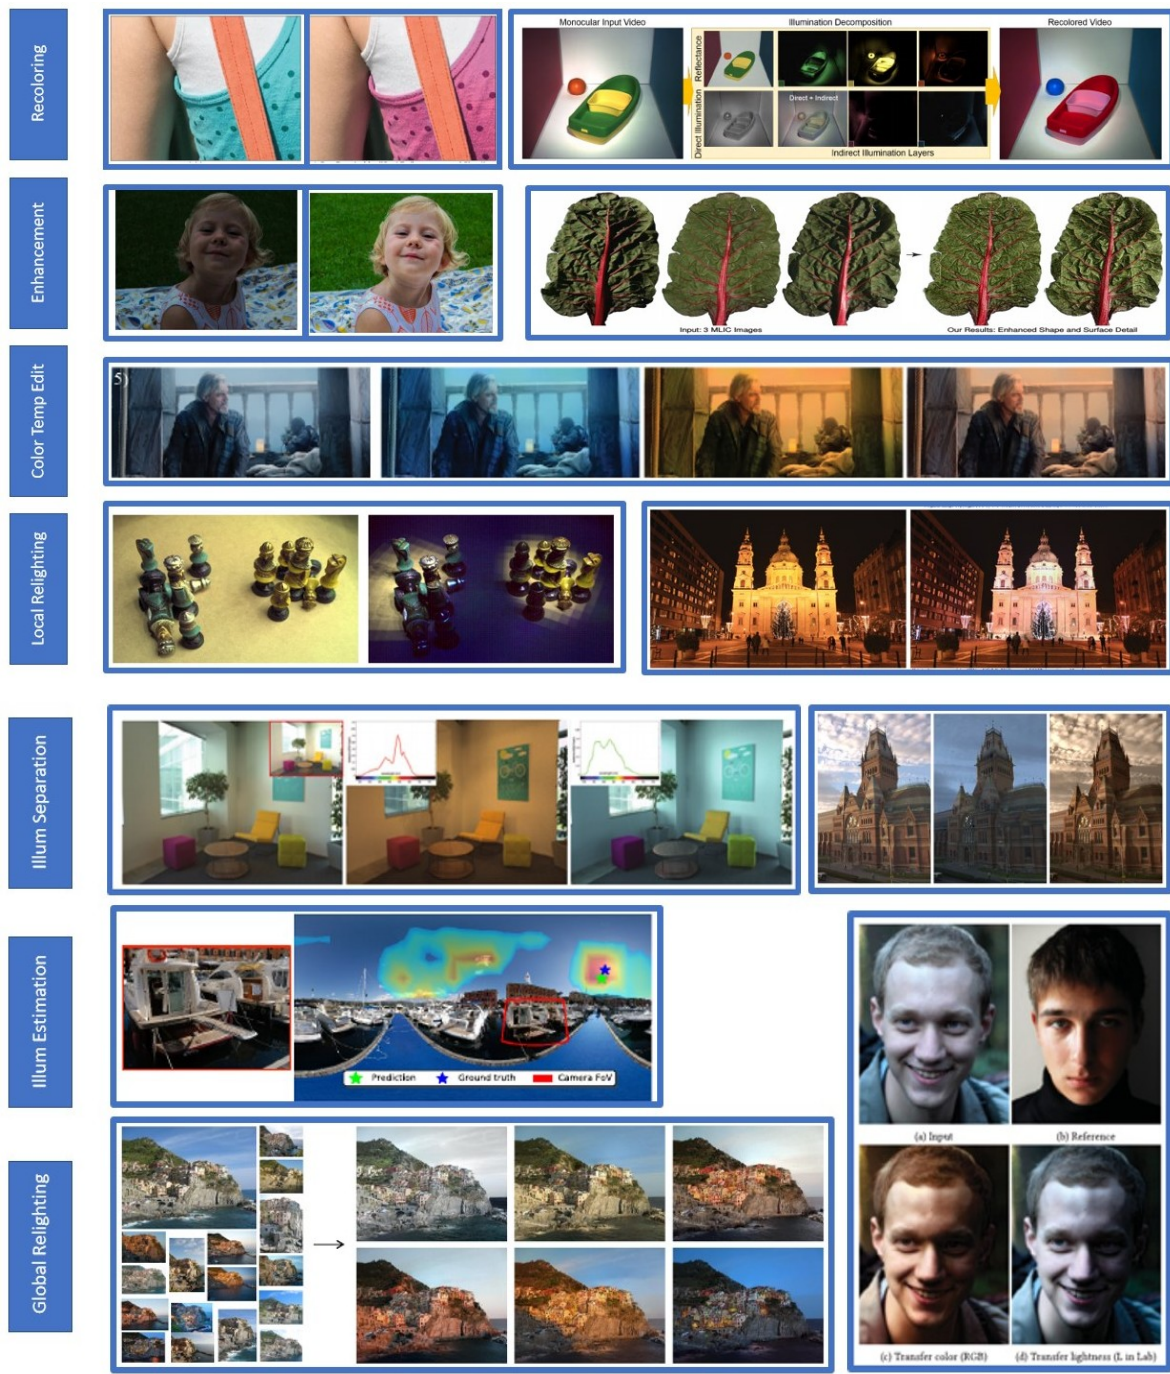 Recoloring
Monocular Input Video
Illumination Decomposition
Recolored Video
Reflectance
Direct Illumination
Direct + Indirect
Indirect Illumination Layers
Enhancement
Input: 3 MLIC Images
Our Results: Enhanced Shape and Surface Detail
Color Temp Edit
5)
Local Relighting
Illum Separation
Illum Estimation
Prediction
Ground truth
Camera FoV
(a) Input
(b) Reference
(c) Transfer color (RGB)
(d) Transfer lightness (L in Lab)
Global Relighting